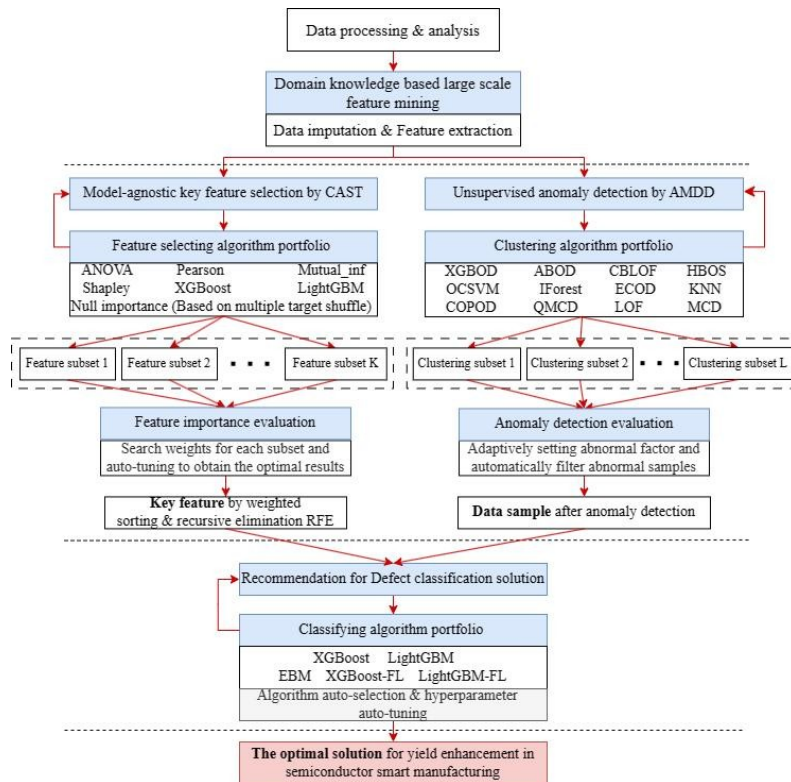 Data processing & analysis
Domain knowledge based large scale
feature mining
Data imputation & Feature extraction
Model-agnostic key feature selection by CAST
Unsupervised anomaly detection by AMDD
Feature selecting algorithm portfolio
ANOVA Pearson Mutual_inf
Shapley XGBoost LightGBM
Null importance (Based on multiple target shuffle)
Clustering algorithm portfolio
XGBOD ABOD CBLOF HBOS
OCSVM IForest ECOD KNN
COPOD QMCD LOF MCD
Feature subset 1
Feature subset 2
Feature subset K
Clustering subset 1
Clustering subset 2
Clustering subset L
Feature importance evaluation
Search weights for each subset and
auto-tuning to obtain the optimal results
Anomaly detection evaluation
Adaptively setting abnormal factor and
automatically filter abnormal samples
Key feature by weighted
sorting & recursive elimination RFE
Data sample after anomaly detection
Recommendation for Defect classification solution
Classifying algorithm portfolio
XGBoost LightGBM
EBM XGBoost-FL LightGBM-FL
Algorithm auto-selection & hyperparameter
auto-tuning
The optimal solution for yield enhancement in
semiconductor smart manufacturing